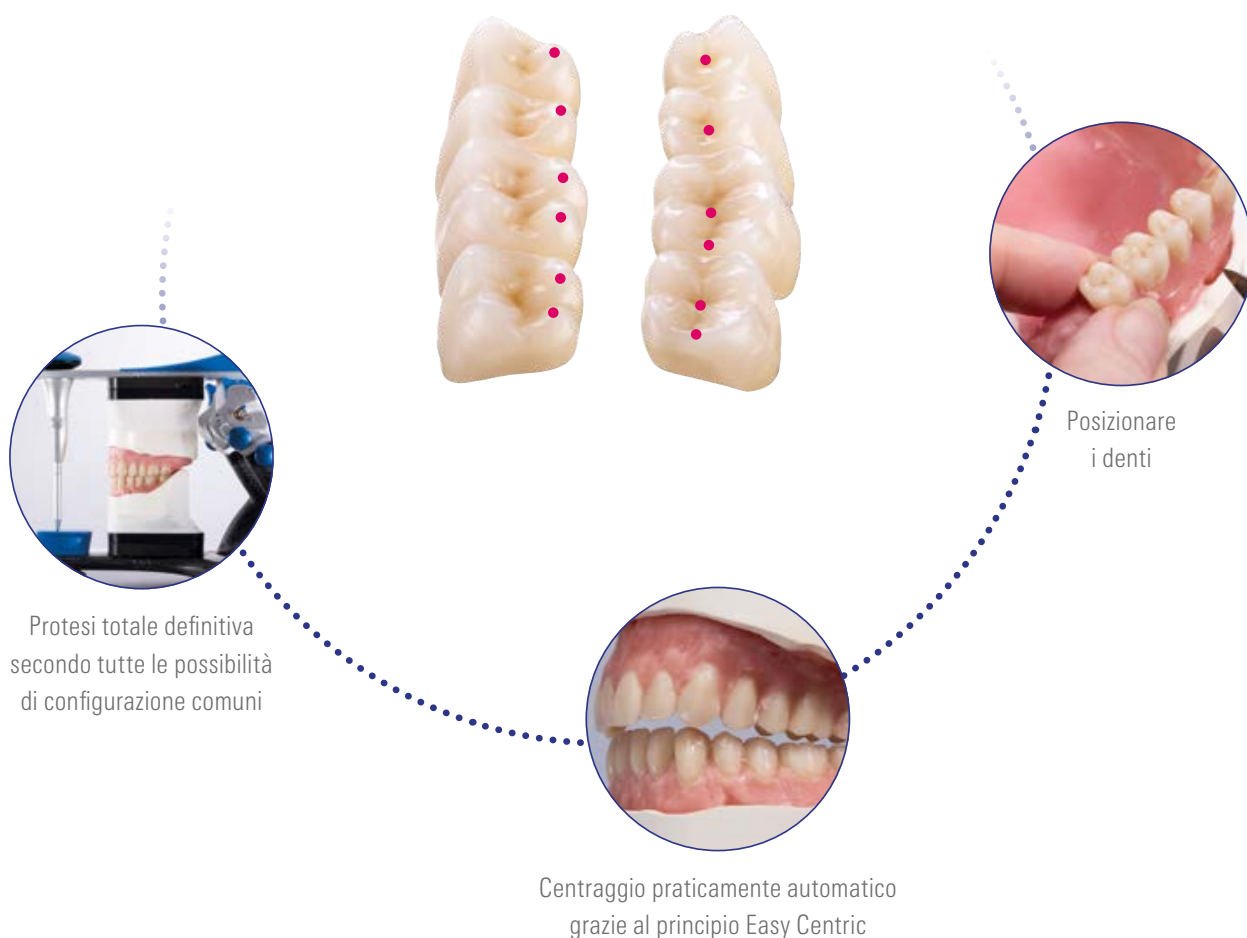 Posizionare
i denti
Protesi totale definitiva
secondo tutte le possibilità
di configurazione comuni
Centraggio praticamente automatico
grazie al principio Easy Centric